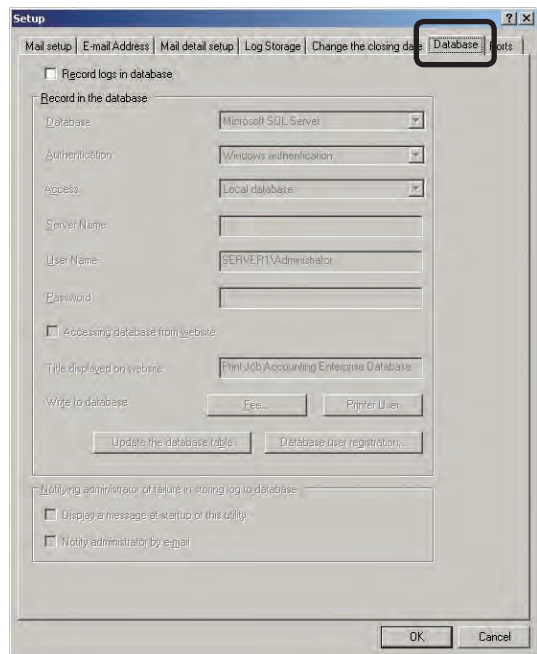 Setup
Mail setup E-mail Address Mail detail setup Log Storage Change the closing date Database Ports
Record logs in database
Record in the database
Database Microsoft SQL Server
Authentication Windows authentication
Access Local database
Server Name
User Name SERVER1\Administrator
Password
Accessing database from website
Title displayed on website Print Job Accounting Enterprise Database
Write to database Fee... Printer User
Update the database table Database user registration...
Notifying administrator of failure in storing log to database
Display a message at startup of this utility
Notify administrator by e-mail
OK Cancel